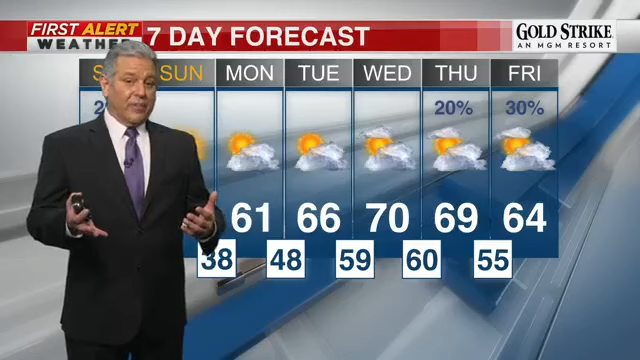 FIRST ALERT
WEATHER
7 DAY FORECAST
GOLD STRIKE
AN MGM RESORT
S SUN MON TUE WED THU FRI
2 20% 30%
61 66 70 69 64
38 48 59 60 55